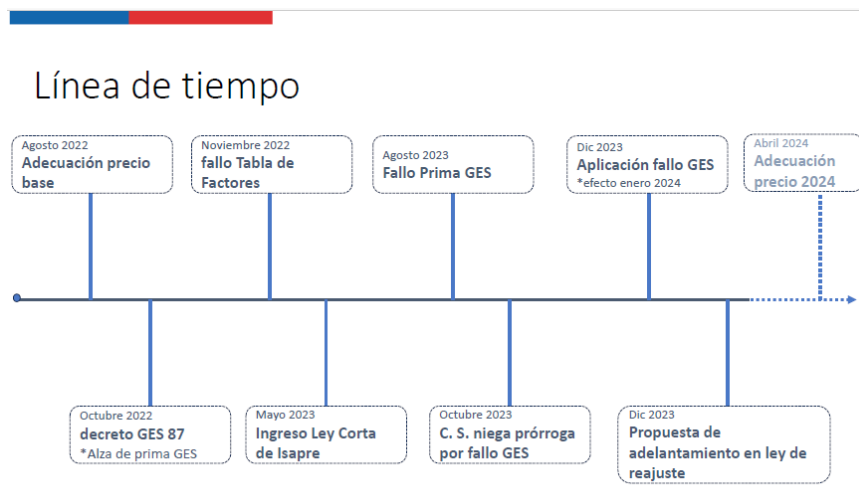 Línea de tiempo
Agosto 2022
Adecuación precio
base
Noviembre 2022
fallo Tabla de
Factores
Agosto 2023
Fallo Prima GES
Dic 2023
Aplicación fallo GES
*efecto enero 2024
Abril 2024
Adecuación
precio 2024
Octubre 2022
decreto GES 87
*Alza de prima GES
Mayo 2023
Ingreso Ley Corta
de Isapre
Octubre 2023
C. S. niega prórroga
por fallo GES
Dic 2023
Propuesta de
adelantamiento en ley de
reajuste